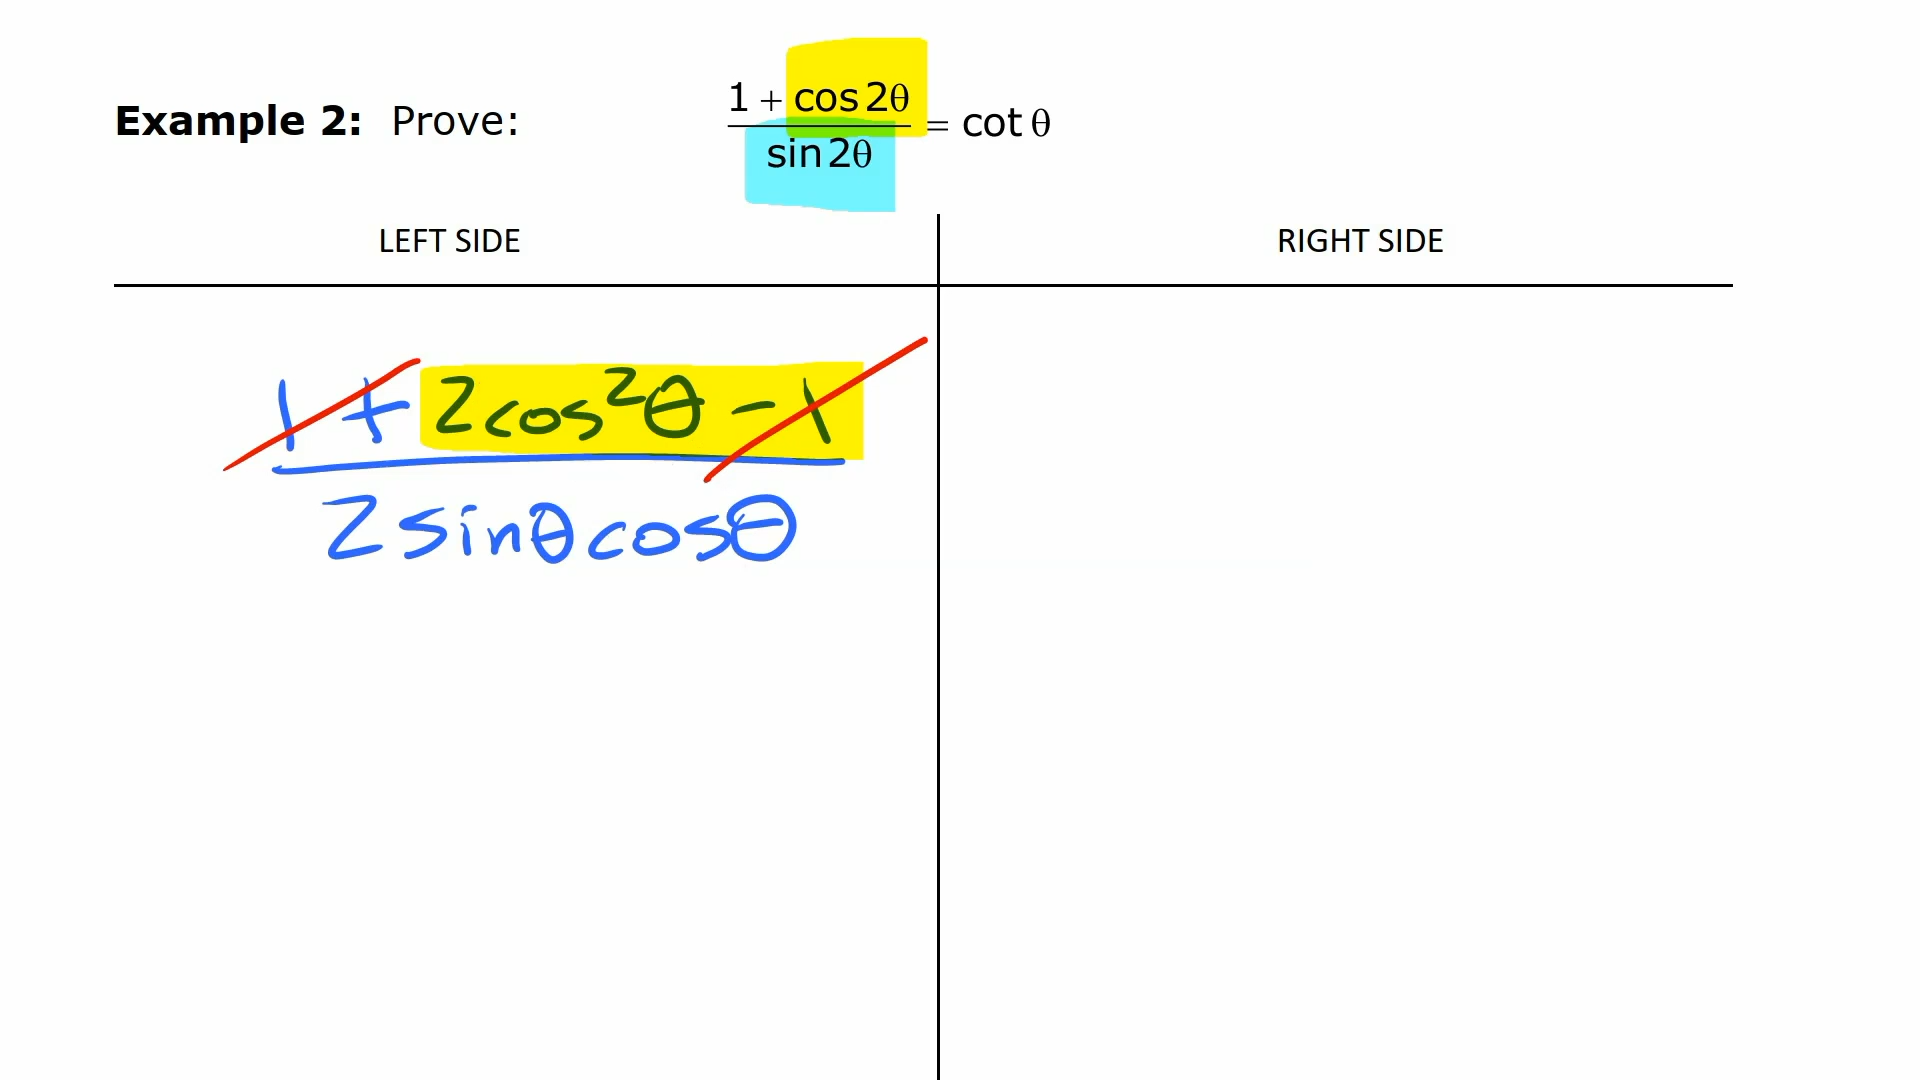 Example 2: Prove: 1 + cos 2θ / sin 2θ = cot θ
LEFT SIDE RIGHT SIDE
1 + 2cos²θ - 1
2sinθcosθ